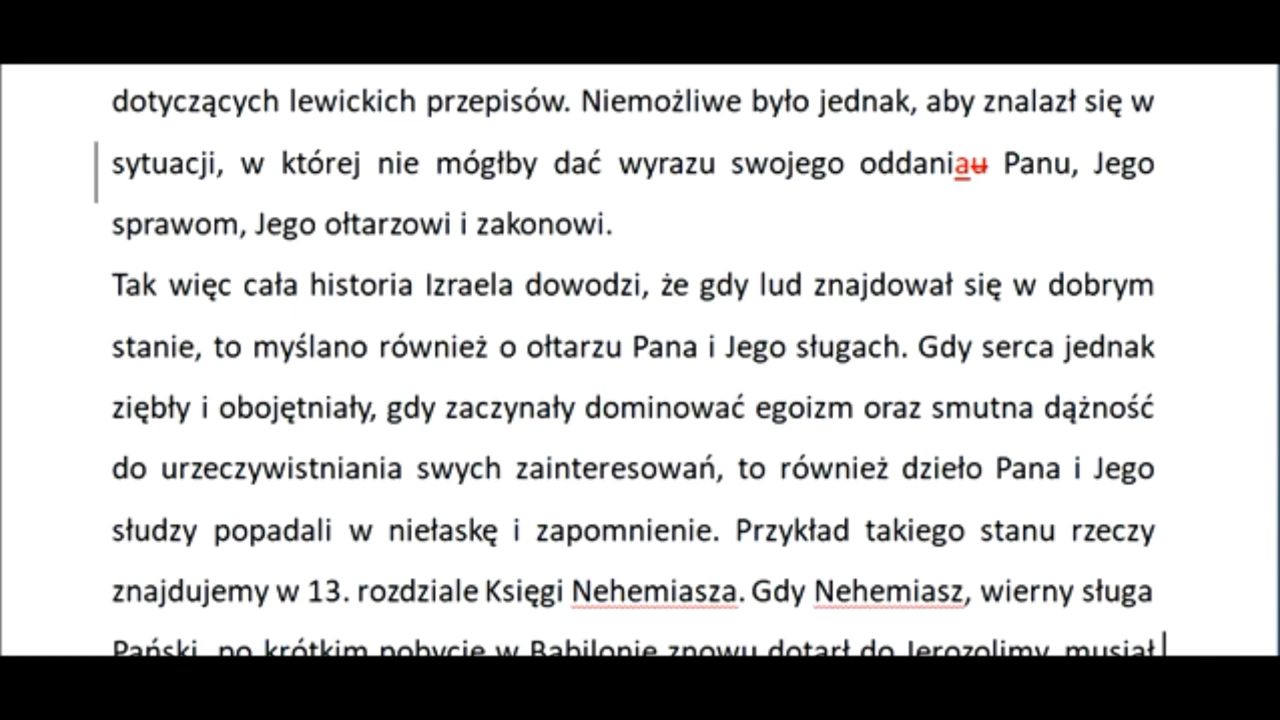 dotyczących lewickich przepisów. Niemożliwe było jednak, aby znalazł się w
sytuacji, w której nie mógłby dać wyrazu swojego oddaniau Panu, Jego
sprawom, Jego ołtarzowi i zakonowi.
Tak więc cała historia Izraela dowodzi, że gdy lud znajdował się w dobrym
stanie, to myślano również o ołtarzu Pana i Jego sługach. Gdy serca jednak
ziębły i obojętniały, gdy zaczynały dominować egoizm oraz smutna dążność
do urzeczywistniania swych zainteresowań, to również dzieło Pana i Jego
słudzy popadali w niełaskę i zapomnienie. Przykład takiego stanu rzeczy
znajdujemy w 13. rozdziale Księgi Nehemiasza. Gdy Nehemiasz, wierny sługa
Pański, po krótkim pobycie w Babilonie znowu dotarł do Jerozolimy, musiał